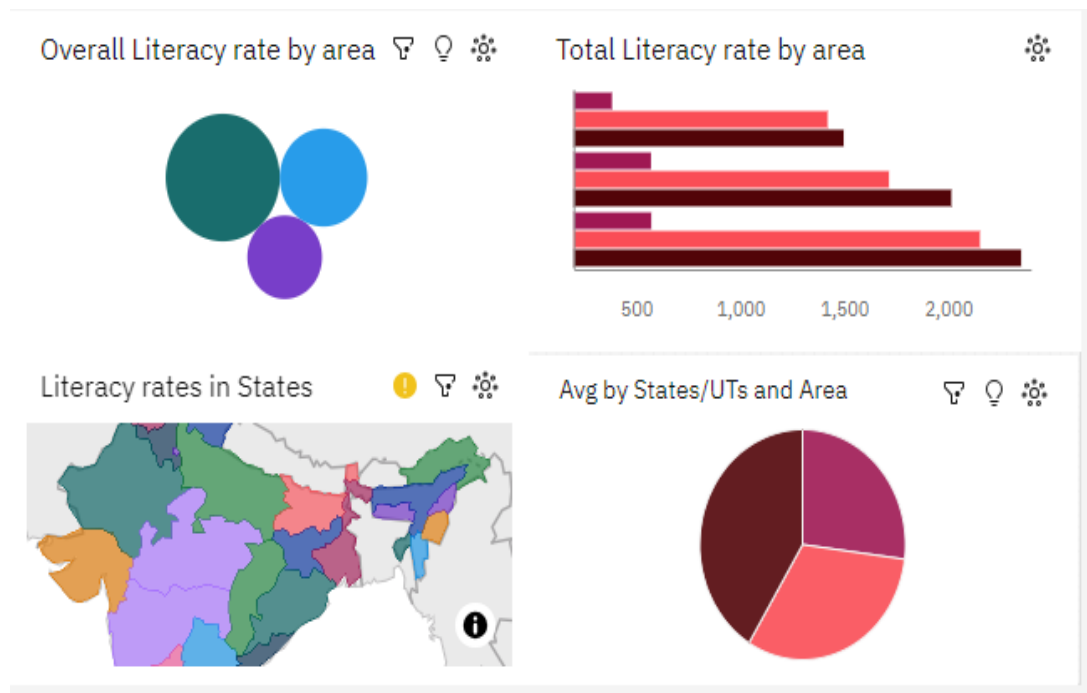 Overall Literacy rate by area
Total Literacy rate by area
500 1,000 1,500 2,000
Literacy rates in States
Avg by States/UTs and Area